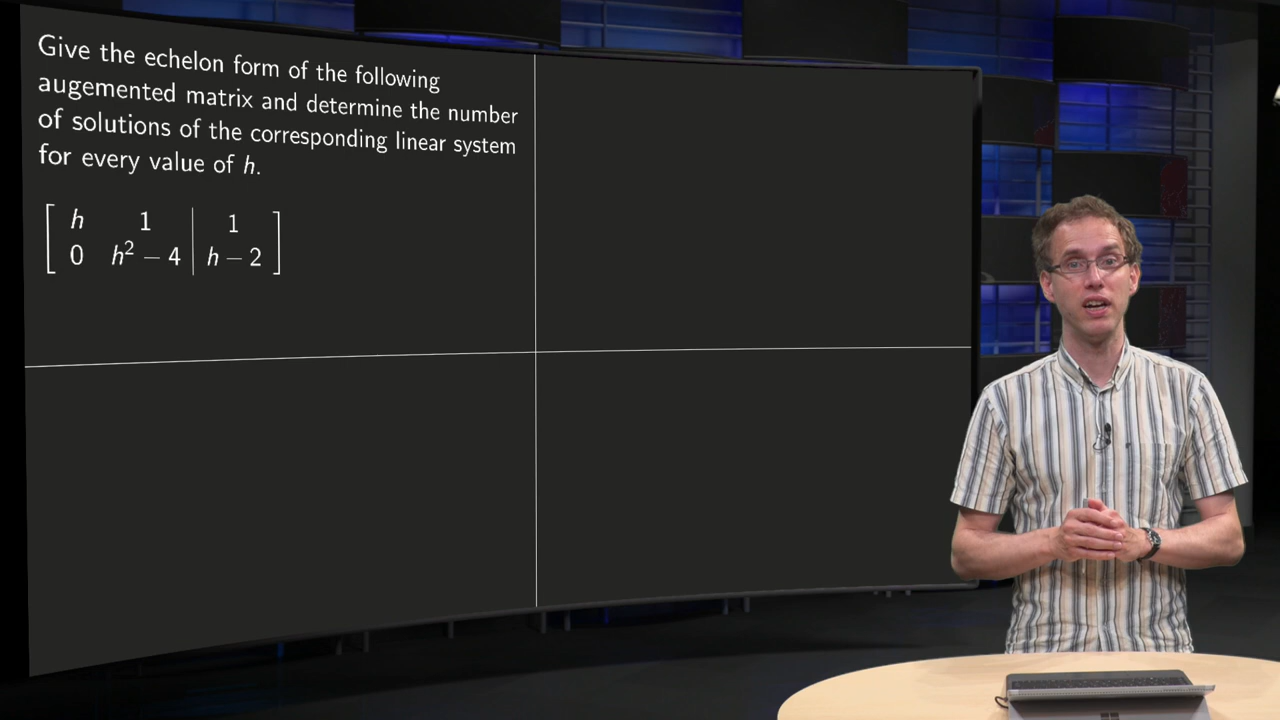 Give the echelon form of the following
augemented matrix and determine the number
of solutions of the corresponding linear system
for every value of h.
h 1 1
0 h² − 4 h − 2